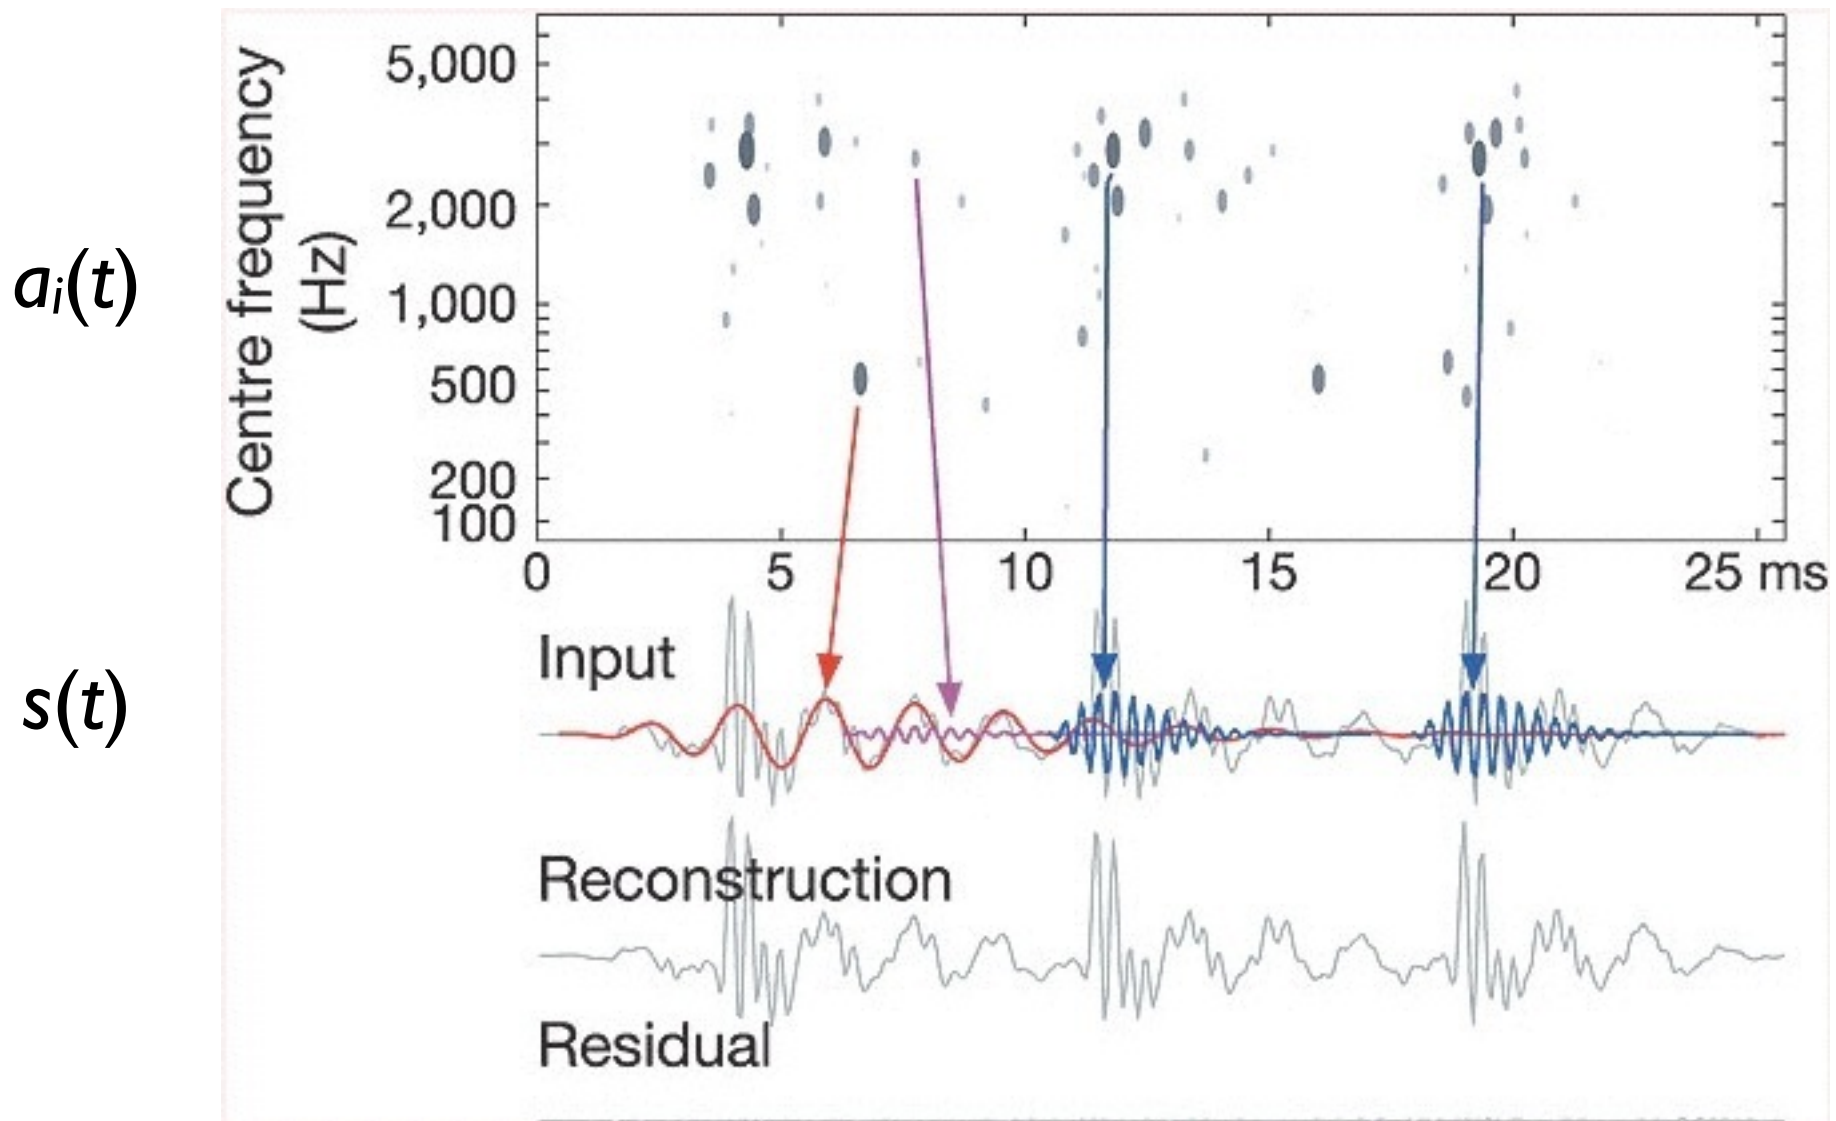 Centre frequency
(Hz)
5,000
2,000
1,000
500
200
100
0 5 10 15 20 25 ms
aᵢ(t)
Input
s(t)
Reconstruction
Residual